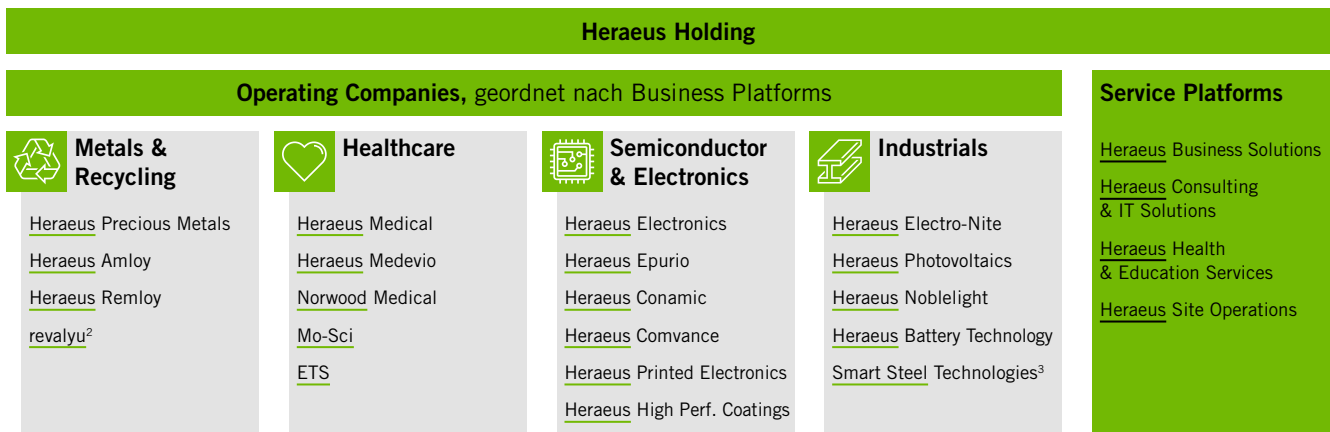 Heraeus Holding
Operating Companies, geordnet nach Business Platforms
Metals &
Recycling
Heraeus Precious Metals
Heraeus Amloy
Heraeus Remloy
revalyu²
Healthcare
Heraeus Medical
Heraeus Medevio
Norwood Medical
Mo-Sci
ETS
Semiconductor
& Electronics
Heraeus Electronics
Heraeus Epurio
Heraeus Conamic
Heraeus Comvance
Heraeus Printed Electronics
Heraeus High Perf. Coatings
Industrials
Heraeus Electro-Nite
Heraeus Photovoltaics
Heraeus Noblelight
Heraeus Battery Technology
Smart Steel Technologies³
Service Platforms
Heraeus Business Solutions
Heraeus Consulting
& IT Solutions
Heraeus Health
& Education Services
Heraeus Site Operations